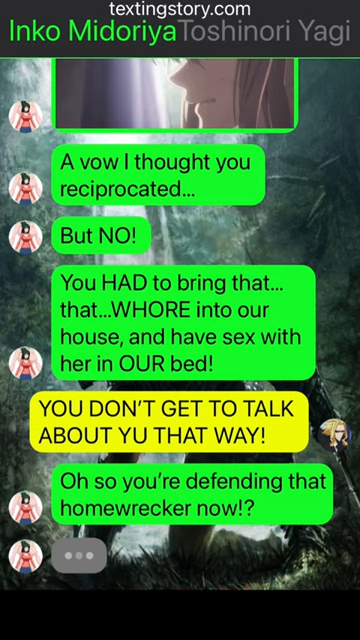 textingstory.com
Inko Midoriya Toshinori Yagi
A vow I thought you
reciprocated...
But NO!
You HAD to bring that...
that...WHORE into our
house, and have sex with
her in OUR bed!
YOU DON'T GET TO TALK
ABOUT YU THAT WAY!
Oh so you're defending that
homewrecker now!?